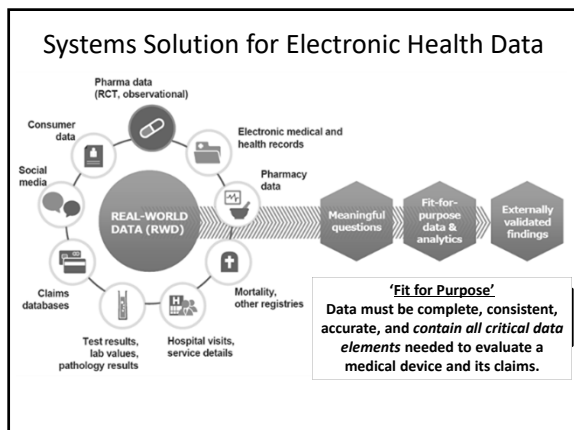 Systems Solution for Electronic Health Data
Pharma data
(RCT, observational)
Consumer
data
Electronic medical and
health records
Social
media
Pharmacy
data
REAL-WORLD
DATA (RWD)
Meaningful
questions
Fit-for-
purpose
data &
analytics
Externally
validated
findings
Claims
databases
Mortality,
other registries
Test results,
lab values,
pathology results
Hospital visits,
service details
H
‘Fit for Purpose’
Data must be complete, consistent,
accurate, and contain all critical data
elements needed to evaluate a
medical device and its claims.